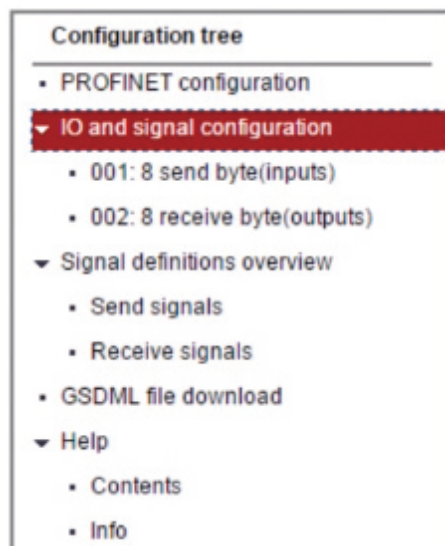 Configuration tree
PROFINET configuration
IO and signal configuration
001: 8 send byte(inputs)
002: 8 receive byte(outputs)
Signal definitions overview
Send signals
Receive signals
GSDML file download
Help
Contents
Info